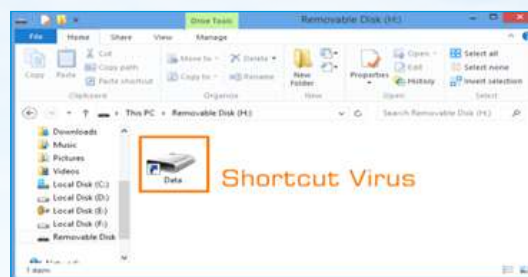 Drive Tools
Removable Disk (H:)
File
Home
Share
View
Manage
Copy
Paste
Cut
Copy path
Paste shortcut
Move to
Copy to
Delete
Rename
New folder
Properties
Open
Edit
History
Select all
Select none
Invert selection
Clipboard
Organize
New
Open
Select
This PC
Removable Disk (H:)
Search Removable Disk (H:)
Downloads
Music
Pictures
Videos
Local Disk (C:)
Local Disk (D:)
Local Disk (E:)
Local Disk (F:)
Removable Disk
Data
Shortcut Virus
1 item